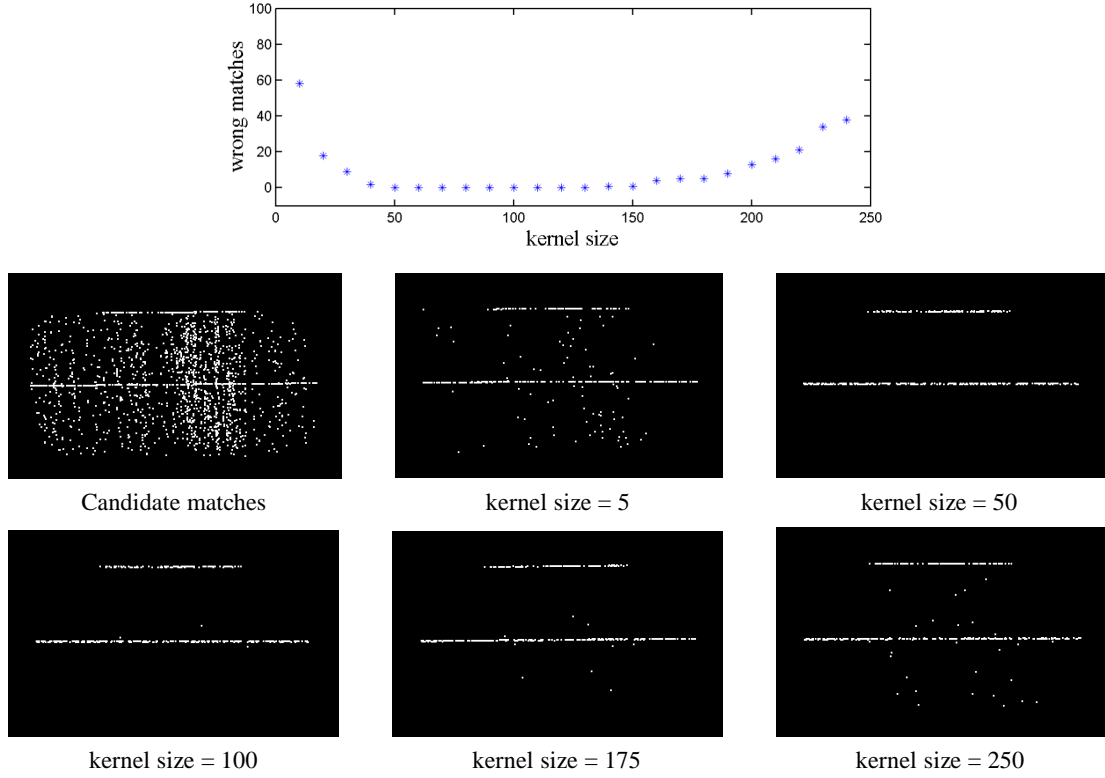 100
80
60
40
20
0
wrong matches
0 50 100 150 200 250
kernel size
Candidate matches
kernel size = 5
kernel size = 50
kernel size = 100
kernel size = 175
kernel size = 250